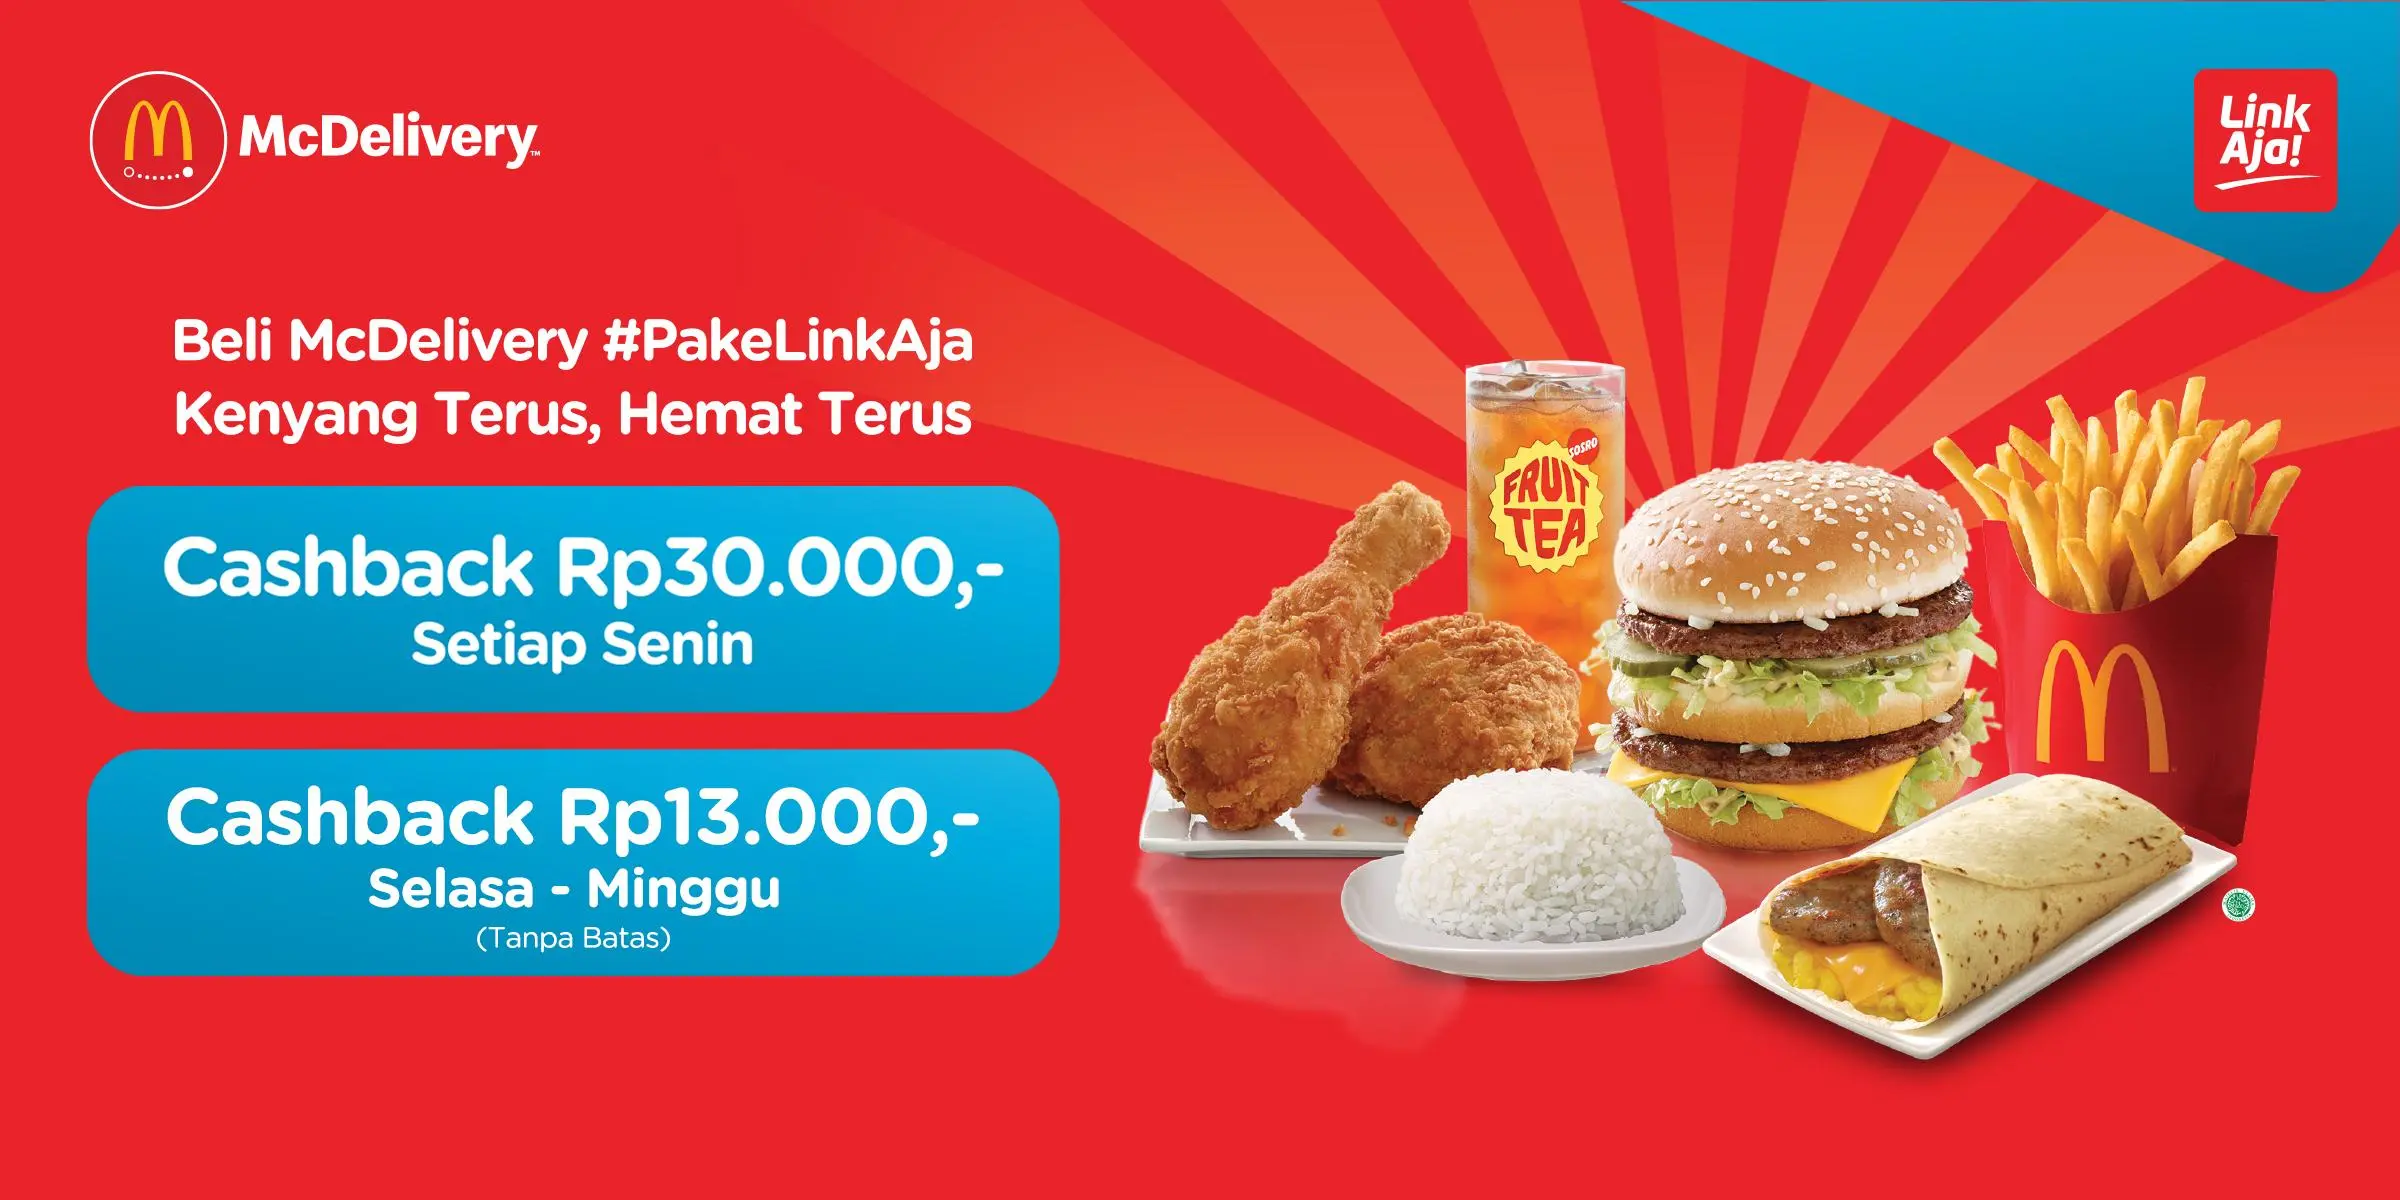 McDelivery™
Link
Aja!
Beli McDelivery #PakeLinkAja
Kenyang Terus, Hemat Terus
Cashback Rp30.000,-
Setiap Senin
Cashback Rp13.000,-
Selasa - Minggu
(Tanpa Batas)
SOSRO
FRUIT
TEA